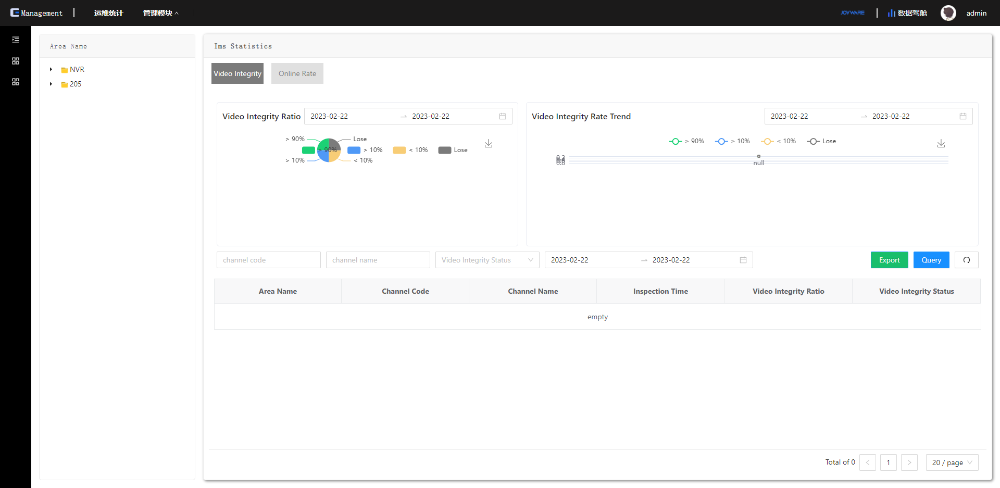 Management 运维统计 管理模块 JOYWARE 数据驾舱 admin
Area Name
NVR
205
Ims Statistics
Video Integrity Online Rate
Video Integrity Ratio 2023-02-22 2023-02-22
> 90% Lose
> 90% > 10% < 10% Lose
> 10% < 10%
Video Integrity Rate Trend 2023-02-22 2023-02-22
> 90% > 10% < 10% Lose
0.2
0.8
null
channel code channel name Video Integrity Status 2023-02-22 2023-02-22 Export Query
Area Name Channel Code Channel Name Inspection Time Video Integrity Ratio Video Integrity Status
empty
Total of 0 < 1 > 20 / page